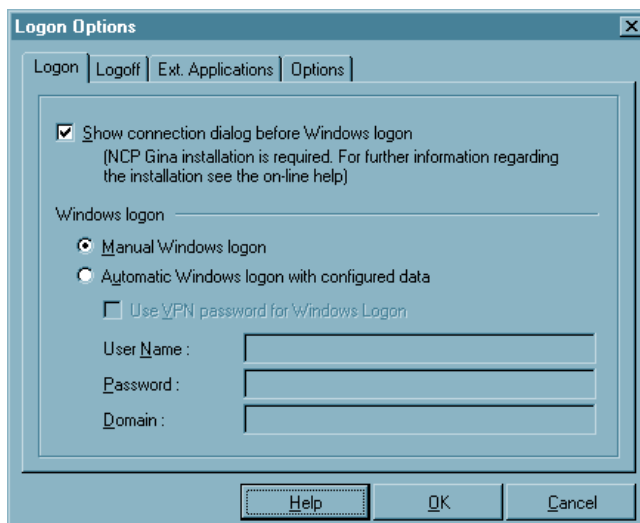 Logon Options
Logon Logoff Ext. Applications Options
Show connection dialog before Windows logon
(NCP Gina installation is required. For further information regarding
the installation see the on-line help)
Windows logon
Manual Windows logon
Automatic Windows logon with configured data
Use VPN password for Windows Logon
User Name :
Password :
Domain :
Help OK Cancel